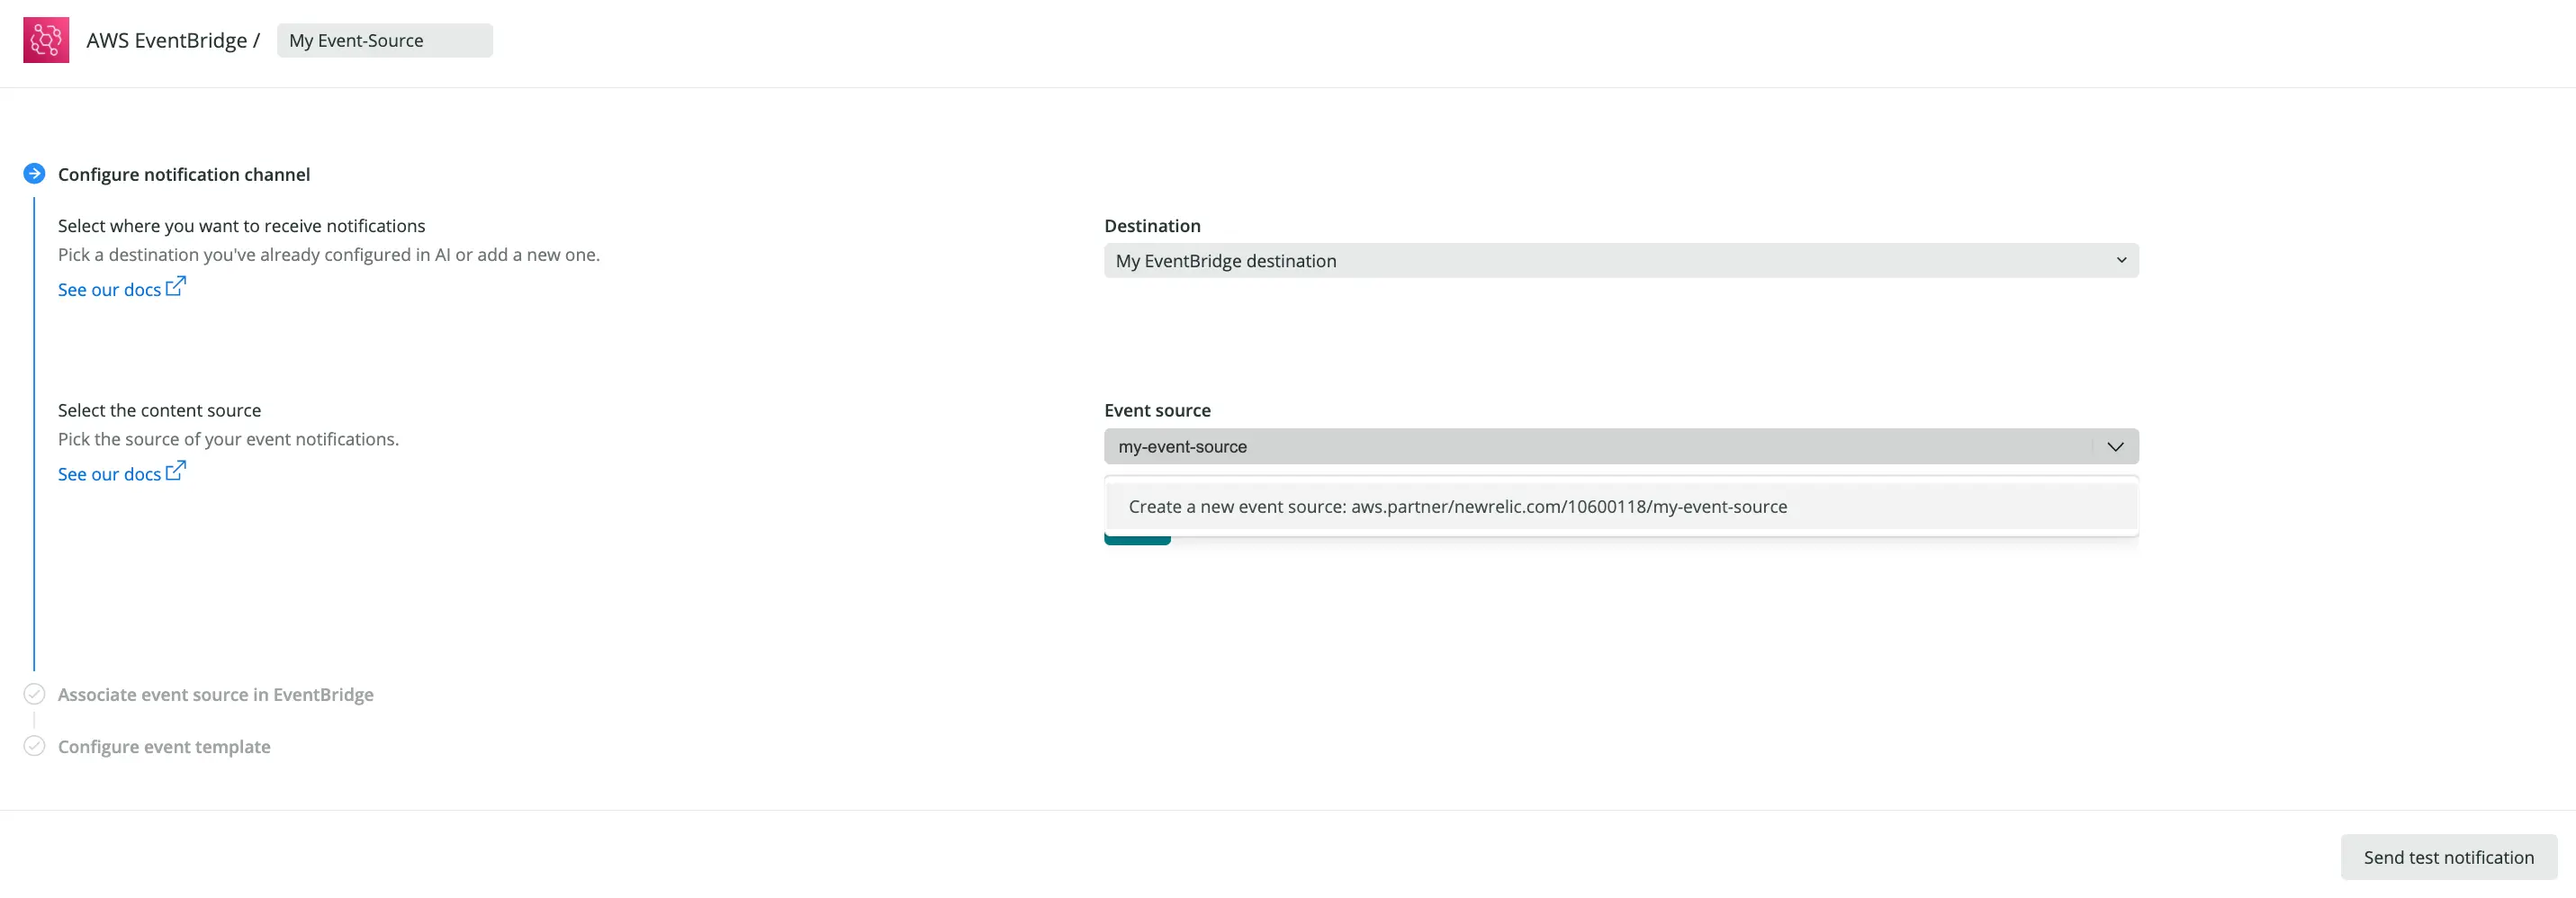 AWS EventBridge / My Event-Source
Configure notification channel
Select where you want to receive notifications
Pick a destination you've already configured in AI or add a new one.
See our docs
Destination
My EventBridge destination
Select the content source
Pick the source of your event notifications.
See our docs
Event source
my-event-source
Create a new event source: aws.partner/newrelic.com/10600118/my-event-source
Associate event source in EventBridge
Configure event template
Send test notification